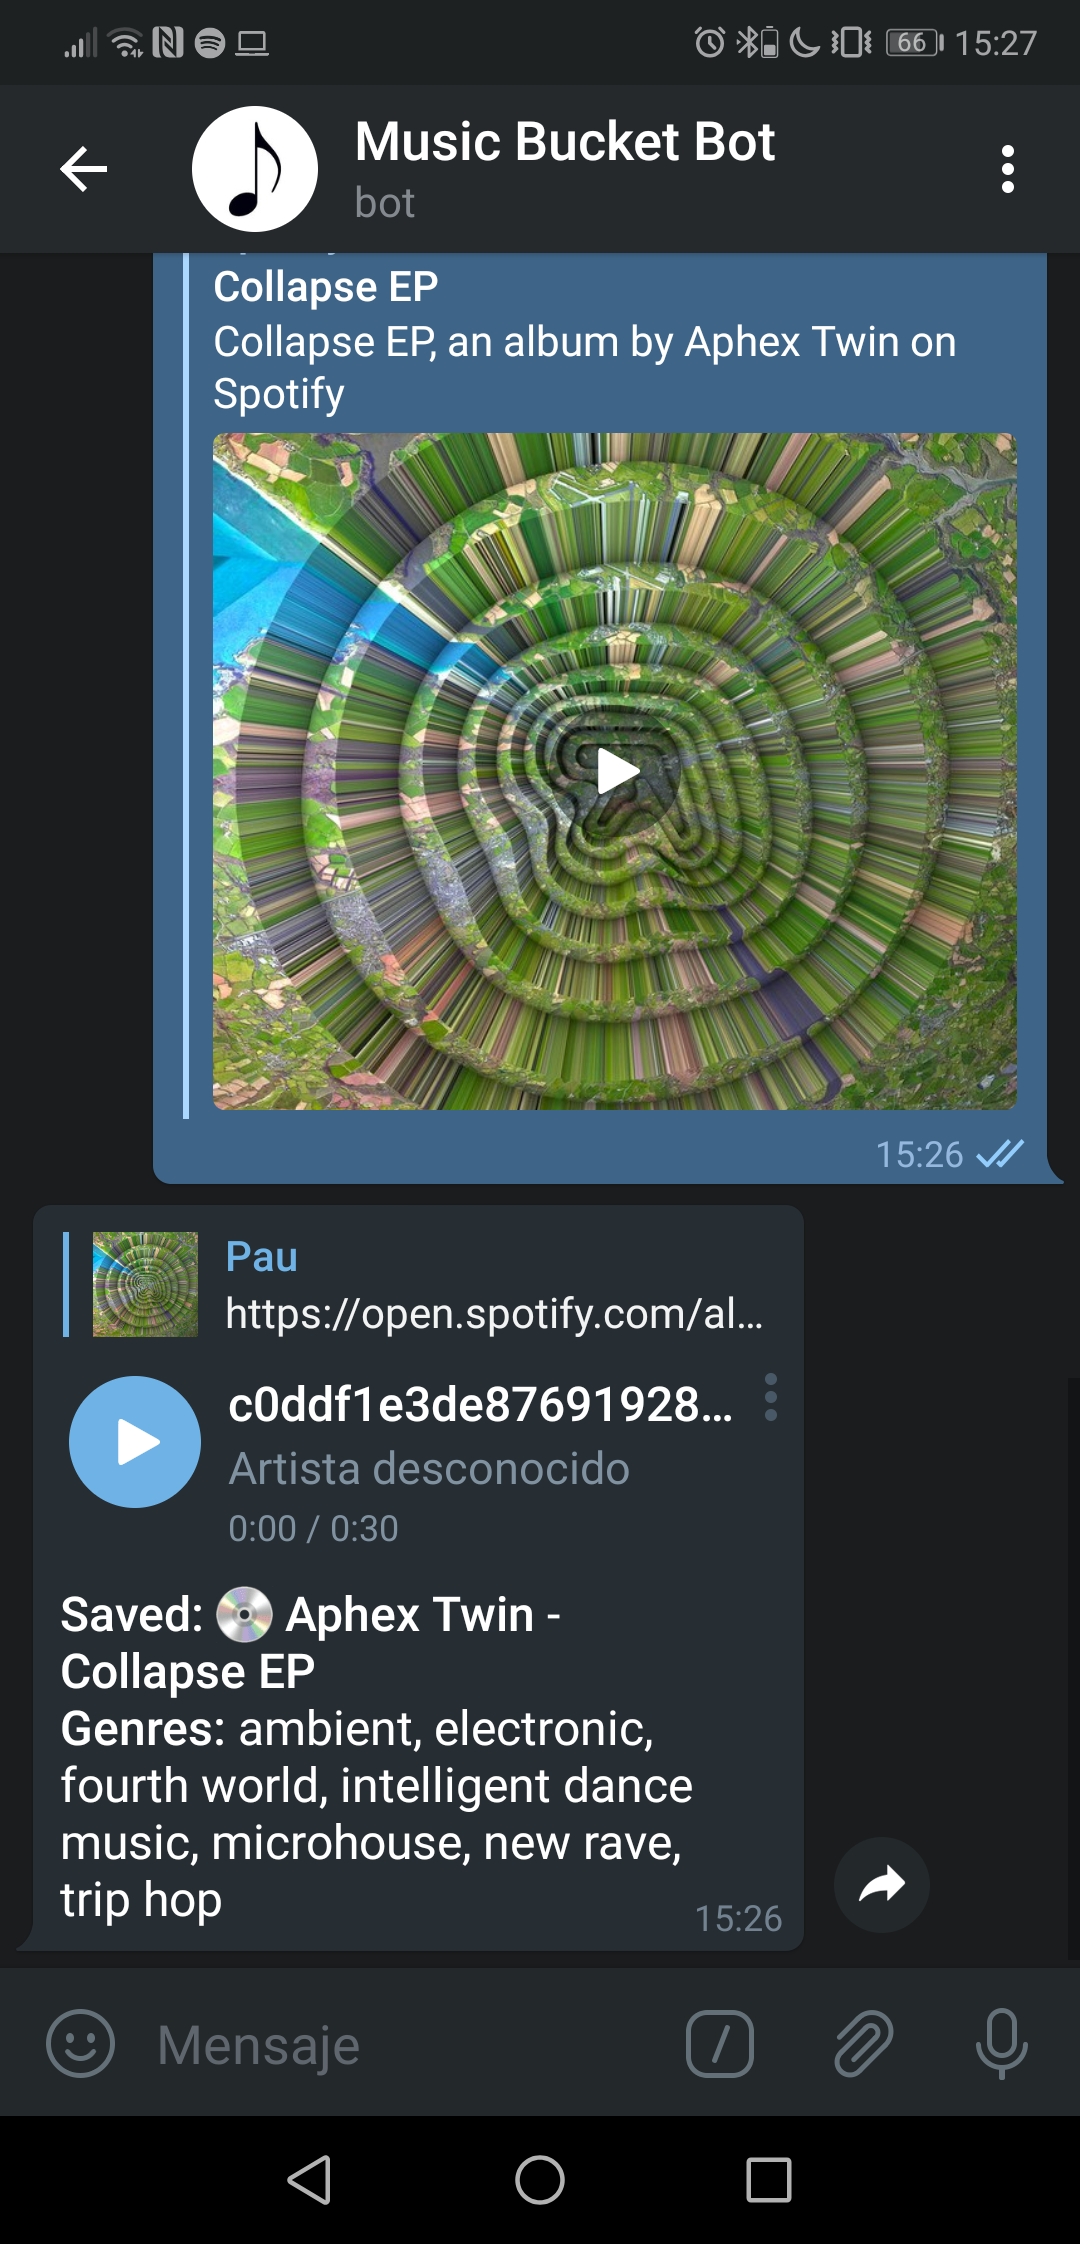 66 15:27
Music Bucket Bot
bot
Collapse EP
Collapse EP, an album by Aphex Twin on
Spotify
15:26
Pau
https://open.spotify.com/al...
c0ddf1e3de87691928...
Artista desconocido
0:00 / 0:30
Saved: 💿 Aphex Twin -
Collapse EP
Genres: ambient, electronic,
fourth world, intelligent dance
music, microhouse, new rave,
trip hop
15:26
Mensaje